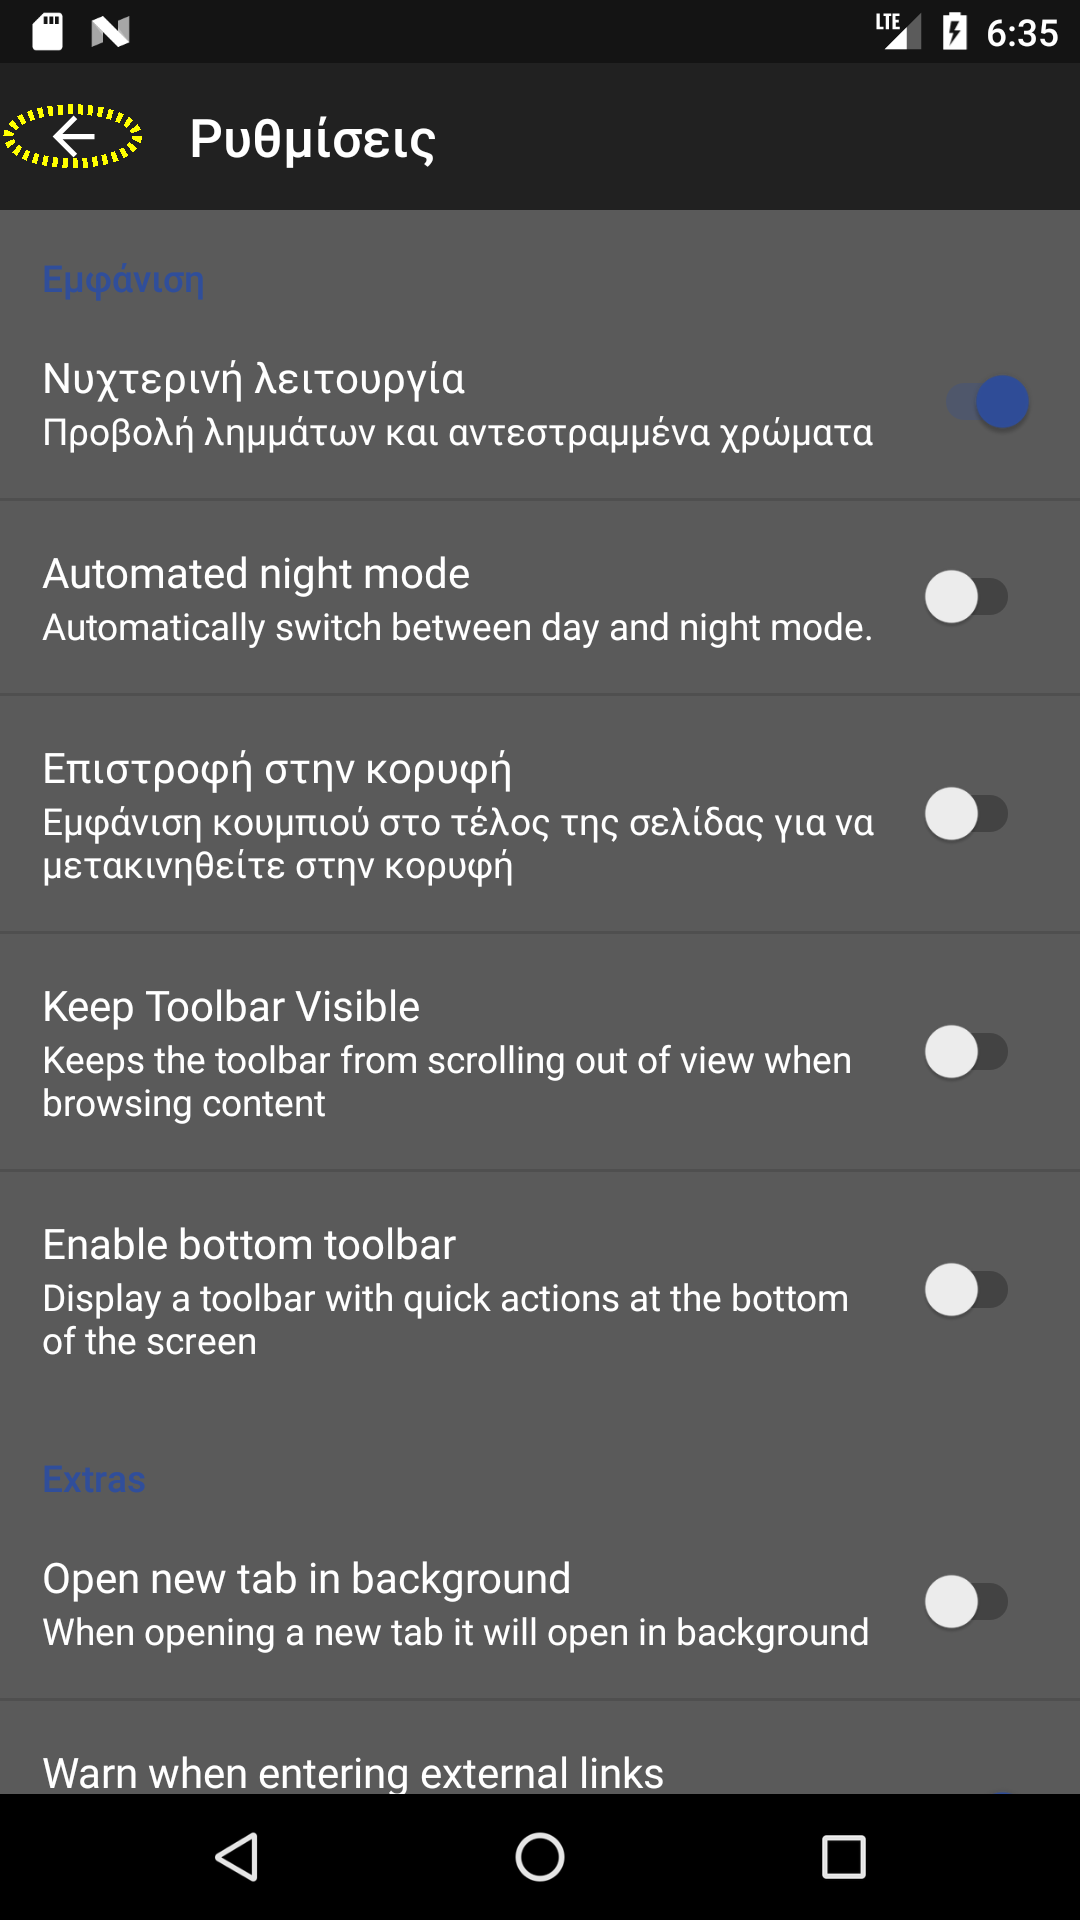 LTE 6:35
Ρυθμίσεις
Εμφάνιση
Νυχτερινή λειτουργία
Προβολή λημμάτων και αντεστραμμένα χρώματα
Automated night mode
Automatically switch between day and night mode.
Επιστροφή στην κορυφή
Εμφάνιση κουμπιού στο τέλος της σελίδας για να
μετακινηθείτε στην κορυφή
Keep Toolbar Visible
Keeps the toolbar from scrolling out of view when
browsing content
Enable bottom toolbar
Display a toolbar with quick actions at the bottom
of the screen
Extras
Open new tab in background
When opening a new tab it will open in background
Warn when entering external links